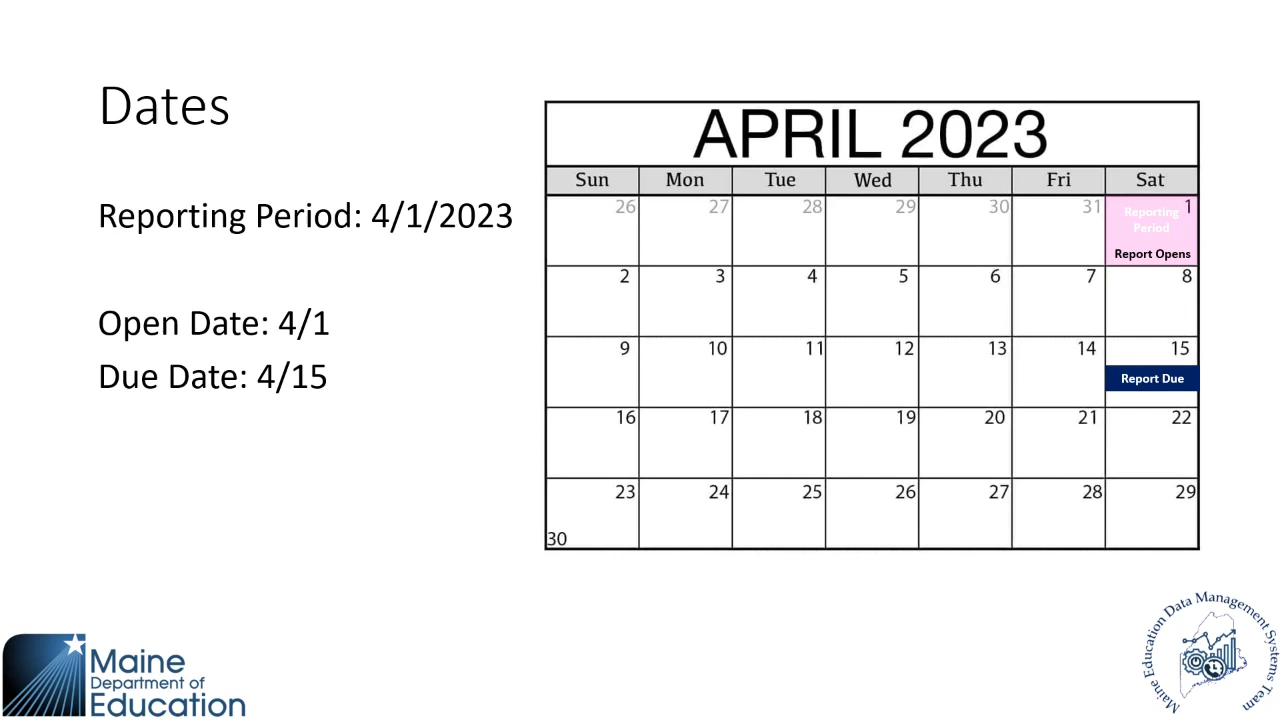 Dates
Reporting Period: 4/1/2023
Open Date: 4/1
Due Date: 4/15
APRIL 2023
Sun Mon Tue Wed Thu Fri Sat
26 27 28 29 30 31 1
Reporting
Period
Report Opens
2 3 4 5 6 7 8
9 10 11 12 13 14 15
Report Due
16 17 18 19 20 21 22
23 24 25 26 27 28 29
30
Maine
Department of
Education
Maine Education Data Management Systems Team